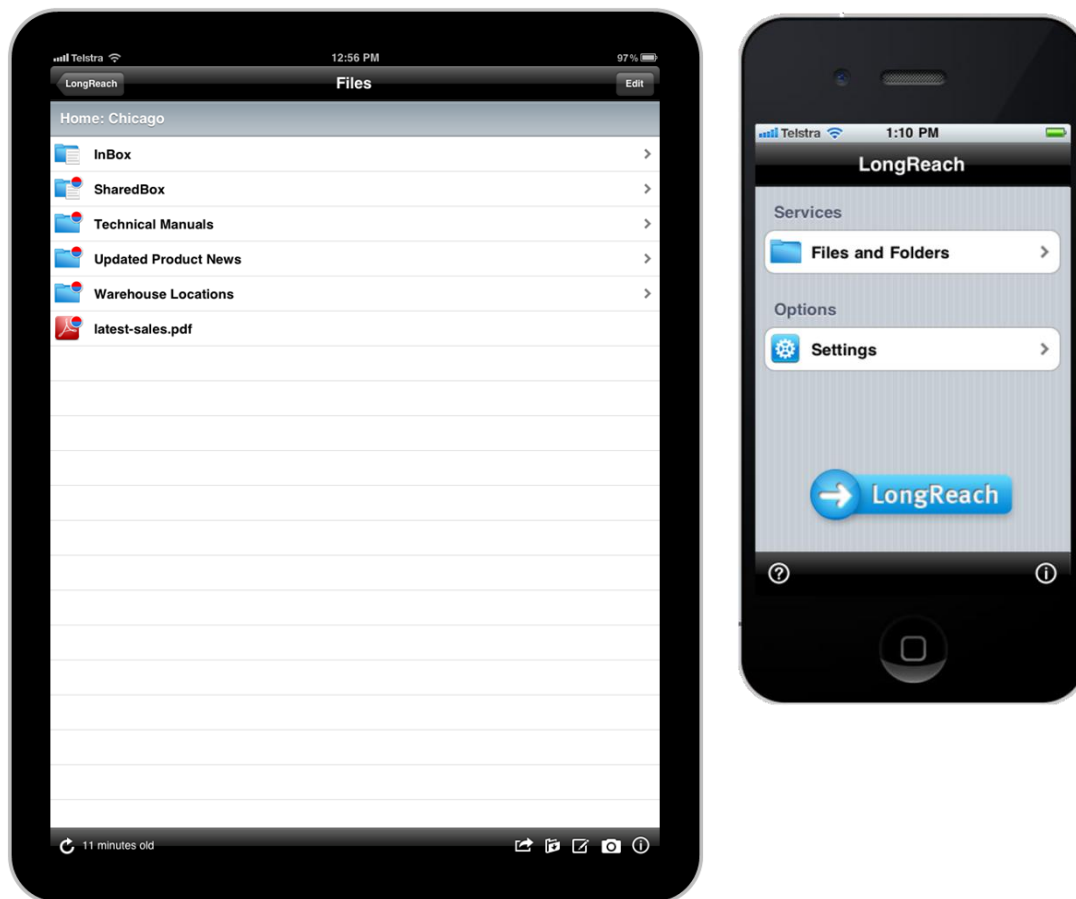 Telstra 12:56 PM 97%
LongReach Files Edit
Home: Chicago
InBox
SharedBox
Technical Manuals
Updated Product News
Warehouse Locations
latest-sales.pdf
11 minutes old
Telstra 1:10 PM
LongReach
Services
Files and Folders
Options
Settings
LongReach